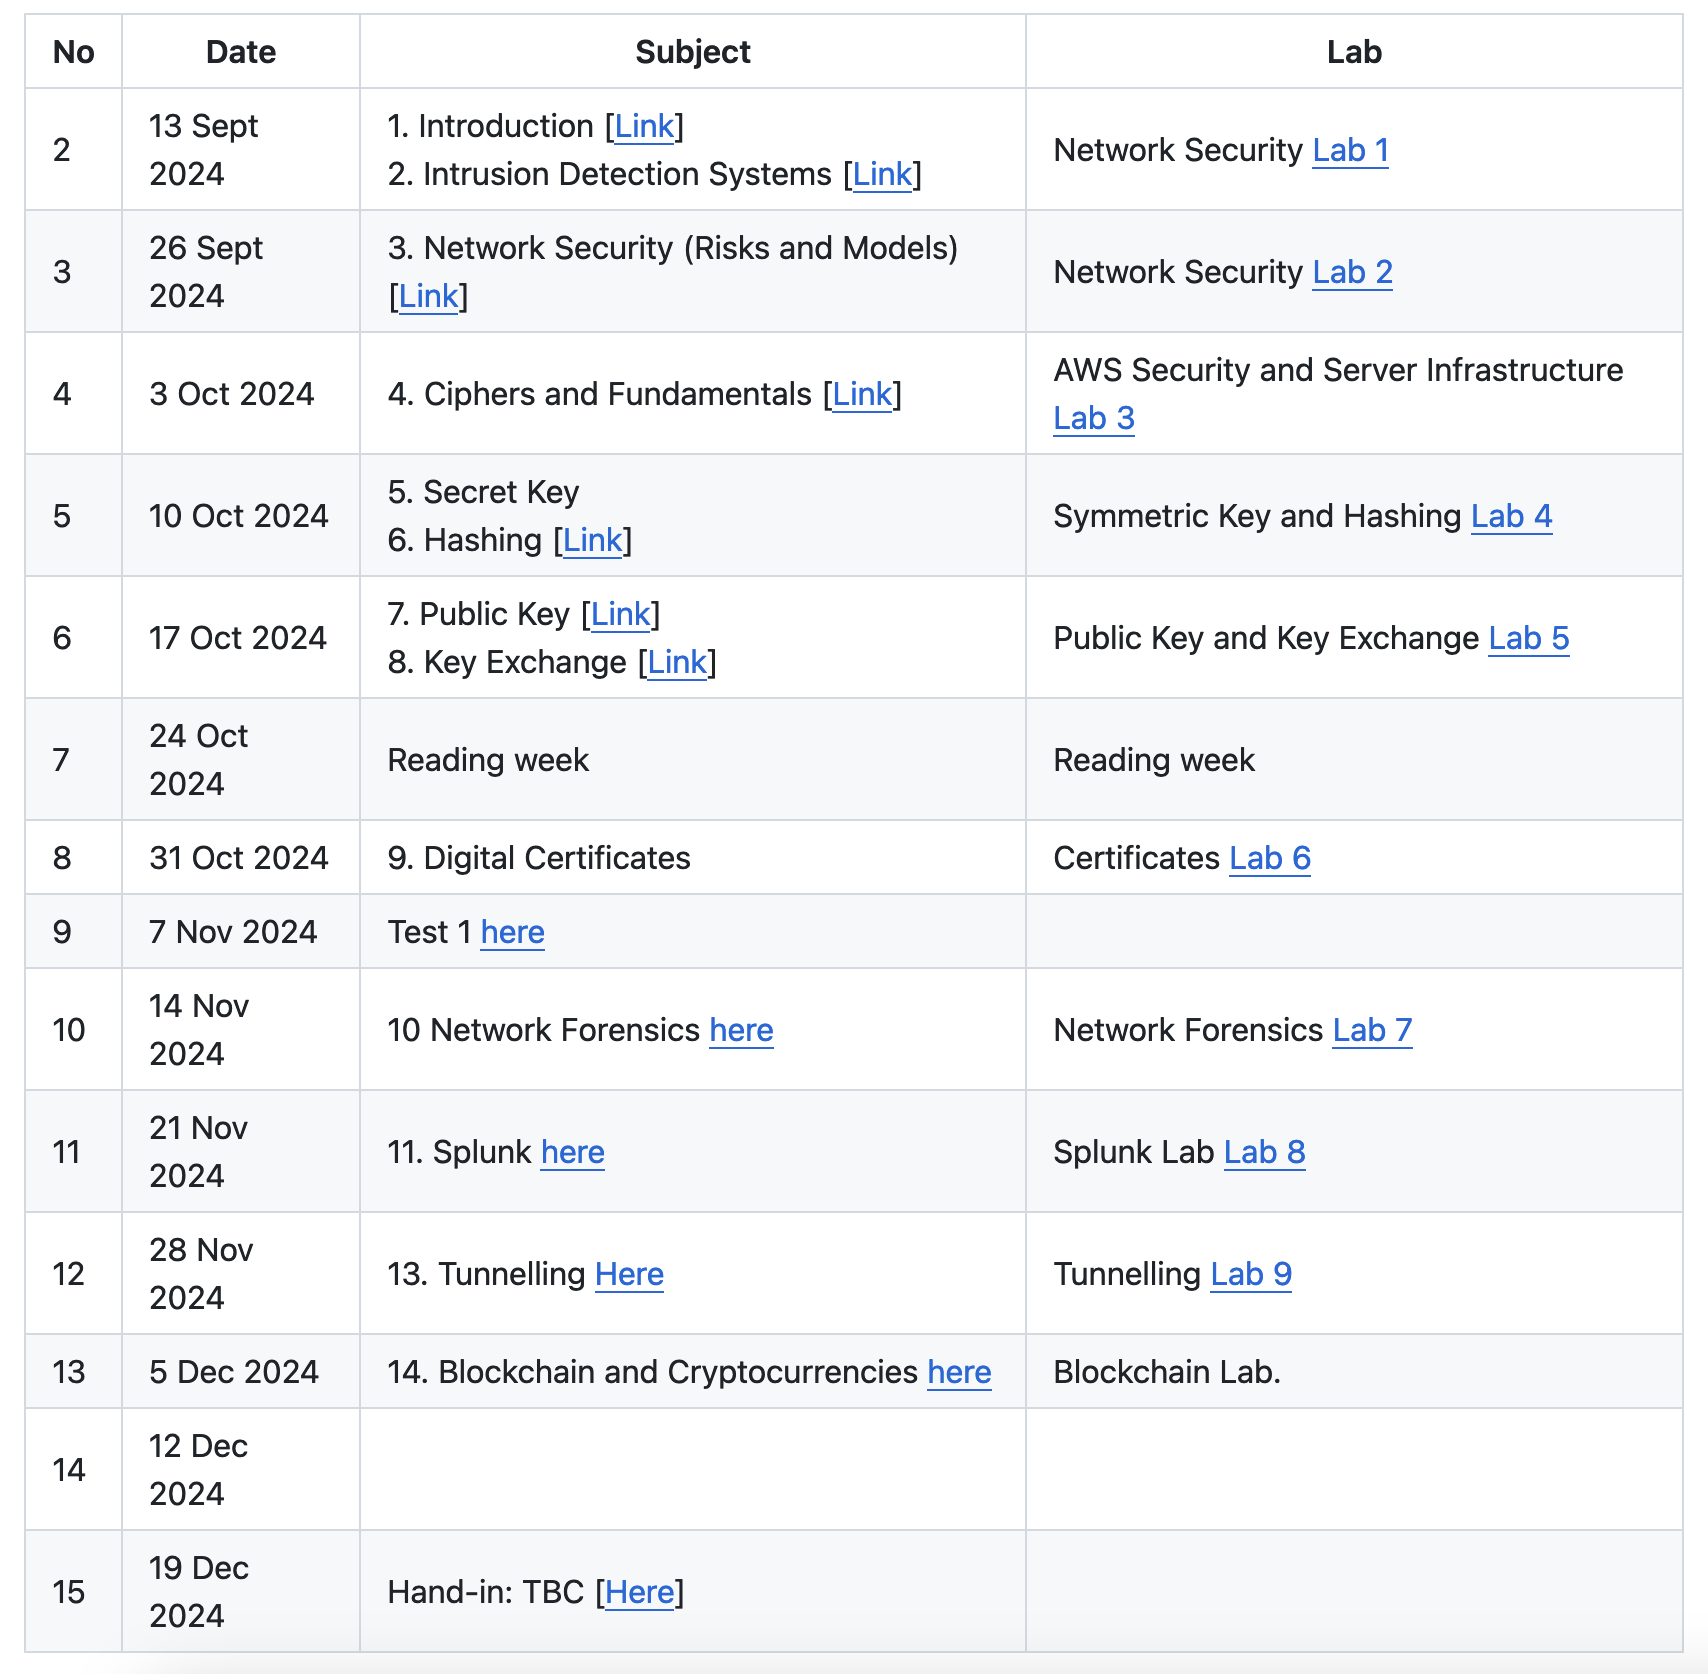 No Date Subject Lab
2 13 Sept 2024 1. Introduction [Link] 2. Intrusion Detection Systems [Link] Network Security Lab 1
3 26 Sept 2024 3. Network Security (Risks and Models) [Link] Network Security Lab 2
4 3 Oct 2024 4. Ciphers and Fundamentals [Link] AWS Security and Server Infrastructure Lab 3
5 10 Oct 2024 5. Secret Key 6. Hashing [Link] Symmetric Key and Hashing Lab 4
6 17 Oct 2024 7. Public Key [Link] 8. Key Exchange [Link] Public Key and Key Exchange Lab 5
7 24 Oct 2024 Reading week Reading week
8 31 Oct 2024 9. Digital Certificates Certificates Lab 6
9 7 Nov 2024 Test 1 here
10 14 Nov 2024 10 Network Forensics here Network Forensics Lab 7
11 21 Nov 2024 11. Splunk here Splunk Lab Lab 8
12 28 Nov 2024 13. Tunnelling Here Tunnelling Lab 9
13 5 Dec 2024 14. Blockchain and Cryptocurrencies here Blockchain Lab.
14 12 Dec 2024
15 19 Dec 2024 Hand-in: TBC [Here]